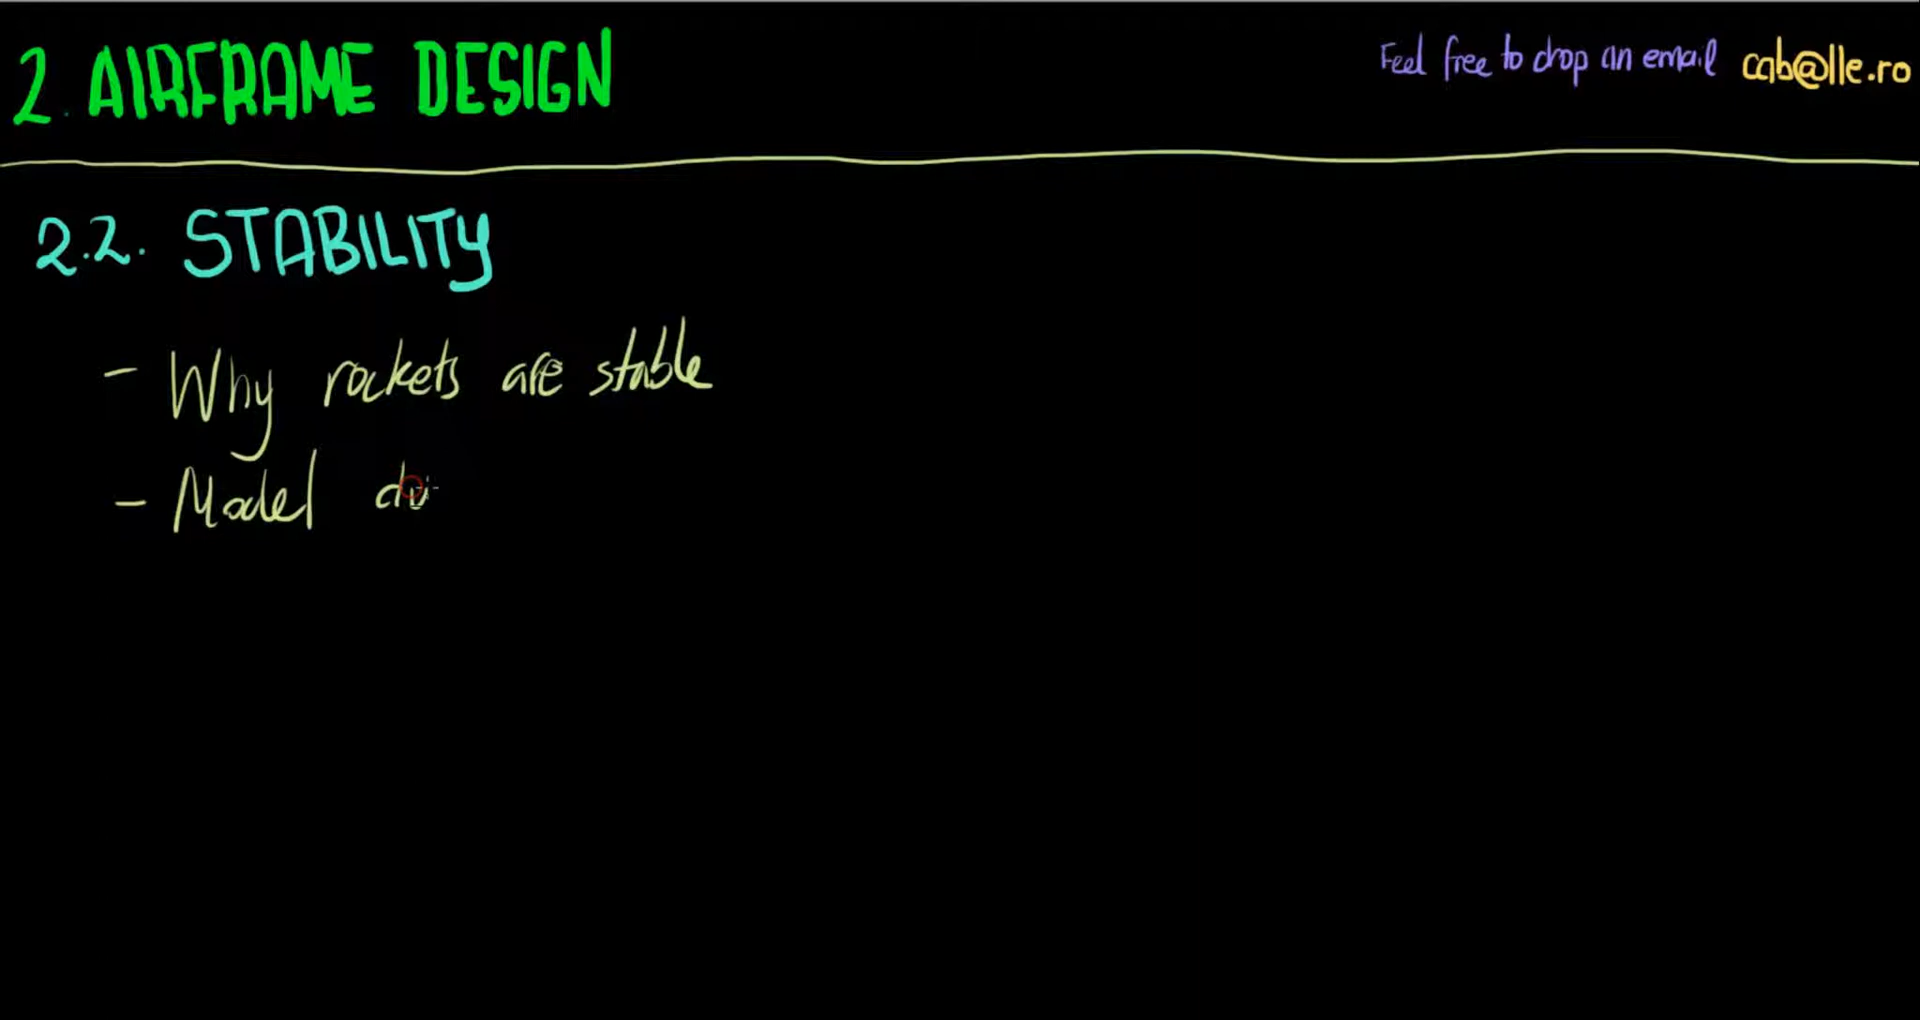 2. AIRFRAME DESIGN
Feel free to drop an email cab@lle.ro
2.2. STABILITY
- Why rockets are stable
- Model